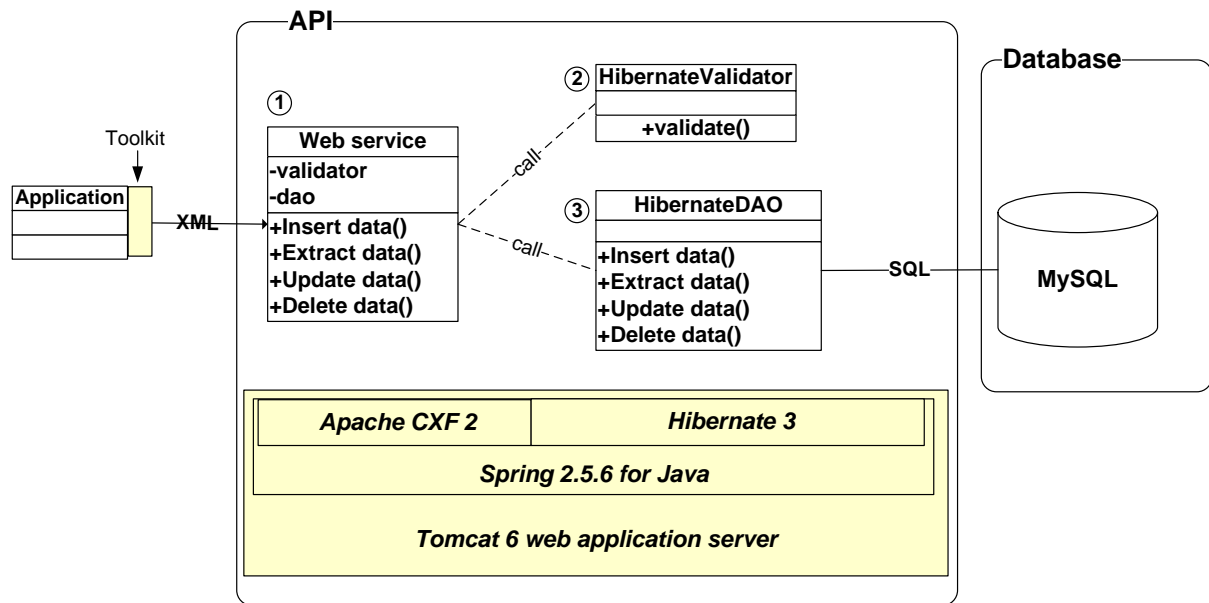 API
Database
Toolkit
Application
XML
①
Web service
-validator
-dao
+Insert data()
+Extract data()
+Update data()
+Delete data()
call
call
②
HibernateValidator
+validate()
③
HibernateDAO
+Insert data()
+Extract data()
+Update data()
+Delete data()
SQL
MySQL
Apache CXF 2
Hibernate 3
Spring 2.5.6 for Java
Tomcat 6 web application server